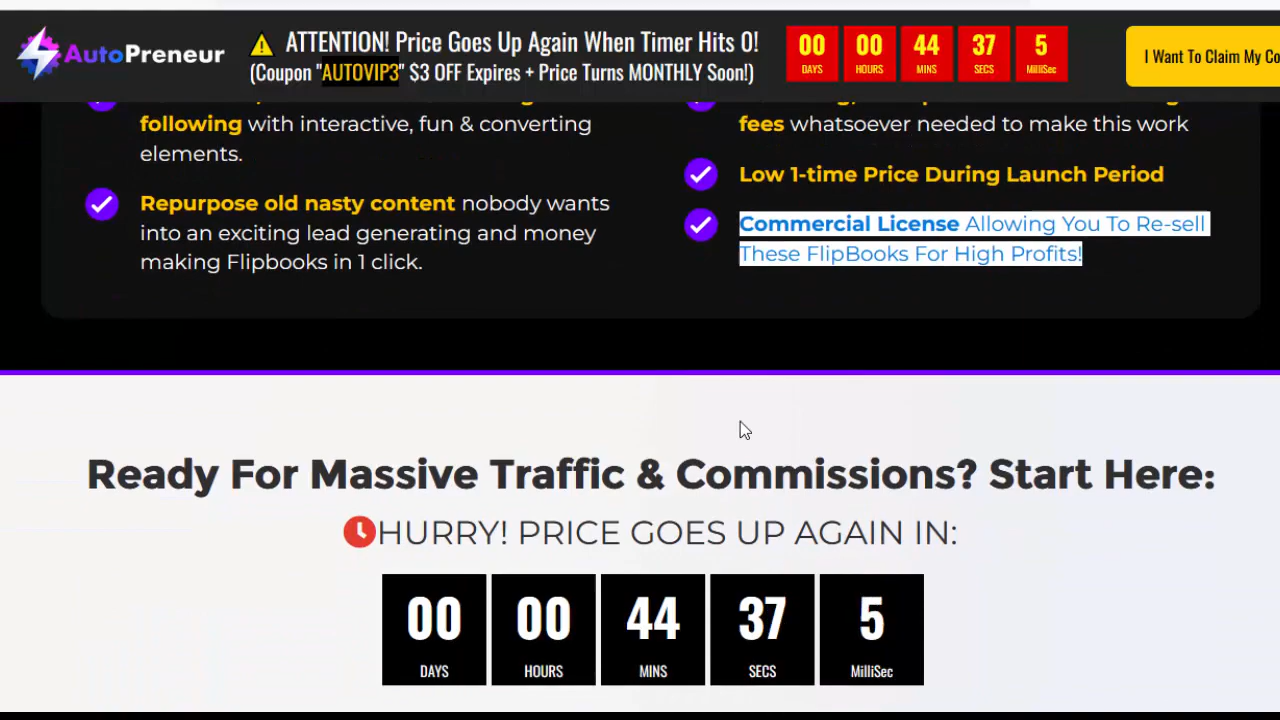 AutoPreneur
ATTENTION! Price Goes Up Again When Timer Hits 0!
(Coupon "AUTOVIP3" $3 OFF Expires + Price Turns MONTHLY Soon!)
00 00 44 37 5
DAYS HOURS MINS SECS MilliSec
I Want To Claim My
following with interactive, fun & converting
elements.
Repurpose old nasty content nobody wants
into an exciting lead generating and money
making Flipbooks in 1 click.
fees whatsoever needed to make this work
Low 1-time Price During Launch Period
Commercial License Allowing You To Re-sell
These FlipBooks For High Profits!
Ready For Massive Traffic & Commissions? Start Here:
HURRY! PRICE GOES UP AGAIN IN:
00 00 44 37 5
DAYS HOURS MINS SECS MilliSec